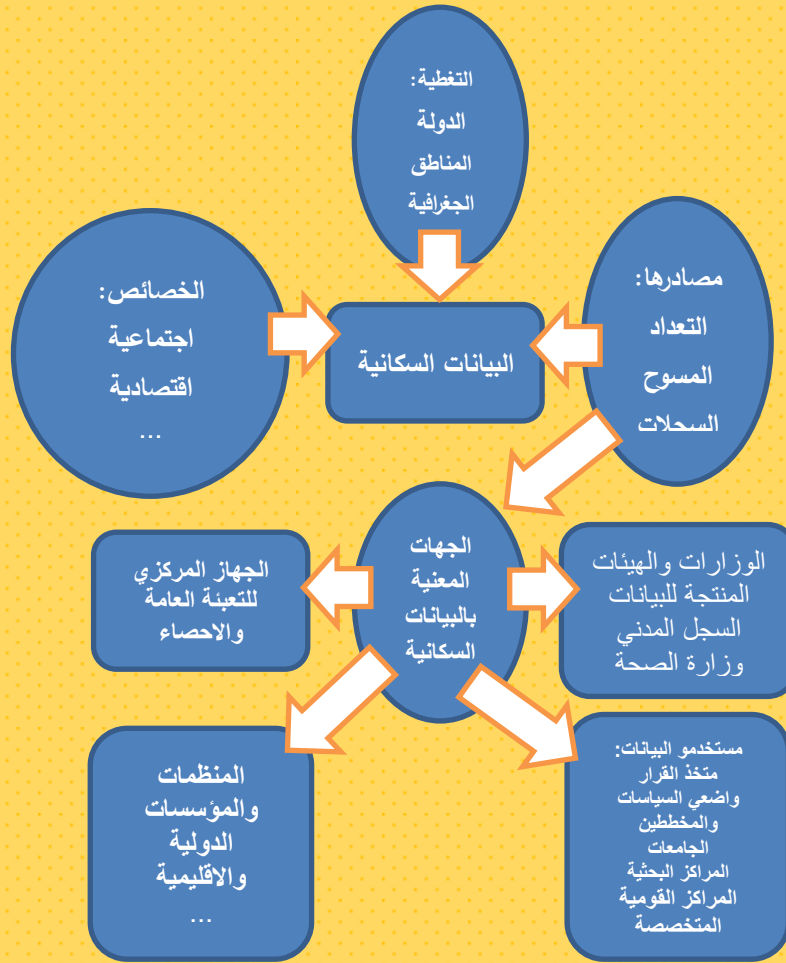 التغطية:
الدولة
المناطق
الجغرافية
مصادرها:
التعداد
المسوح
السجلات
الخصائص:
اجتماعية
اقتصادية
...
البيانات السكانية
الجهات
المعنية
بالبيانات
السكانية
الوزارات والهيئات
المنتجة للبيانات
السجل المدني
وزارة الصحة
الجهاز المركزي
للتعبئة العامة
والاحصاء
مستخدمو البيانات:
متخذ القرار
واضعي السياسات
والمخططين
الجامعات
المراكز البحثية
المراكز القومية
المتخصصة
المنظمات
والمؤسسات
الدولية
والاقليمية
...